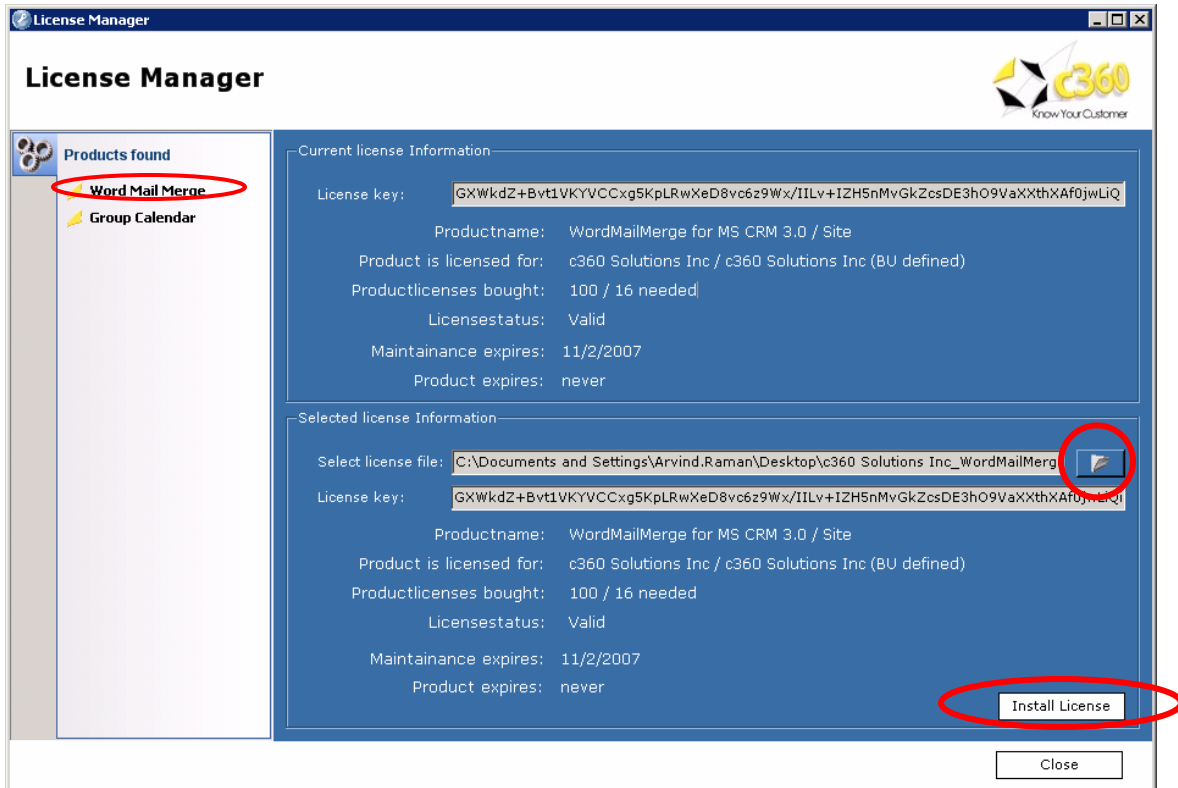 License Manager
License Manager
c360
Know Your Customer
Products found
Word Mail Merge
Group Calendar
Current license Information
License key: GXWkdZ+Bvt1VKYVCCxg5KpLRwXeD8vc6z9Wx/IILv+IZH5nMvGkZcsDE3hO9VaXXthXAf0jwLiQ
Productname: WordMailMerge for MS CRM 3.0 / Site
Product is licensed for: c360 Solutions Inc / c360 Solutions Inc (BU defined)
Productlicenses bought: 100 / 16 needed
Licensestatus: Valid
Maintainance expires: 11/2/2007
Product expires: never
Selected license Information
Select license file: C:\Documents and Settings\Arvind.Raman\Desktop\c360 Solutions Inc_WordMailMerg
License key: GXWkdZ+Bvt1VKYVCCxg5KpLRwXeD8vc6z9Wx/IILv+IZH5nMvGkZcsDE3hO9VaXXthXAf0jwLiQi
Productname: WordMailMerge for MS CRM 3.0 / Site
Product is licensed for: c360 Solutions Inc / c360 Solutions Inc (BU defined)
Productlicenses bought: 100 / 16 needed
Licensestatus: Valid
Maintainance expires: 11/2/2007
Product expires: never
Install License
Close